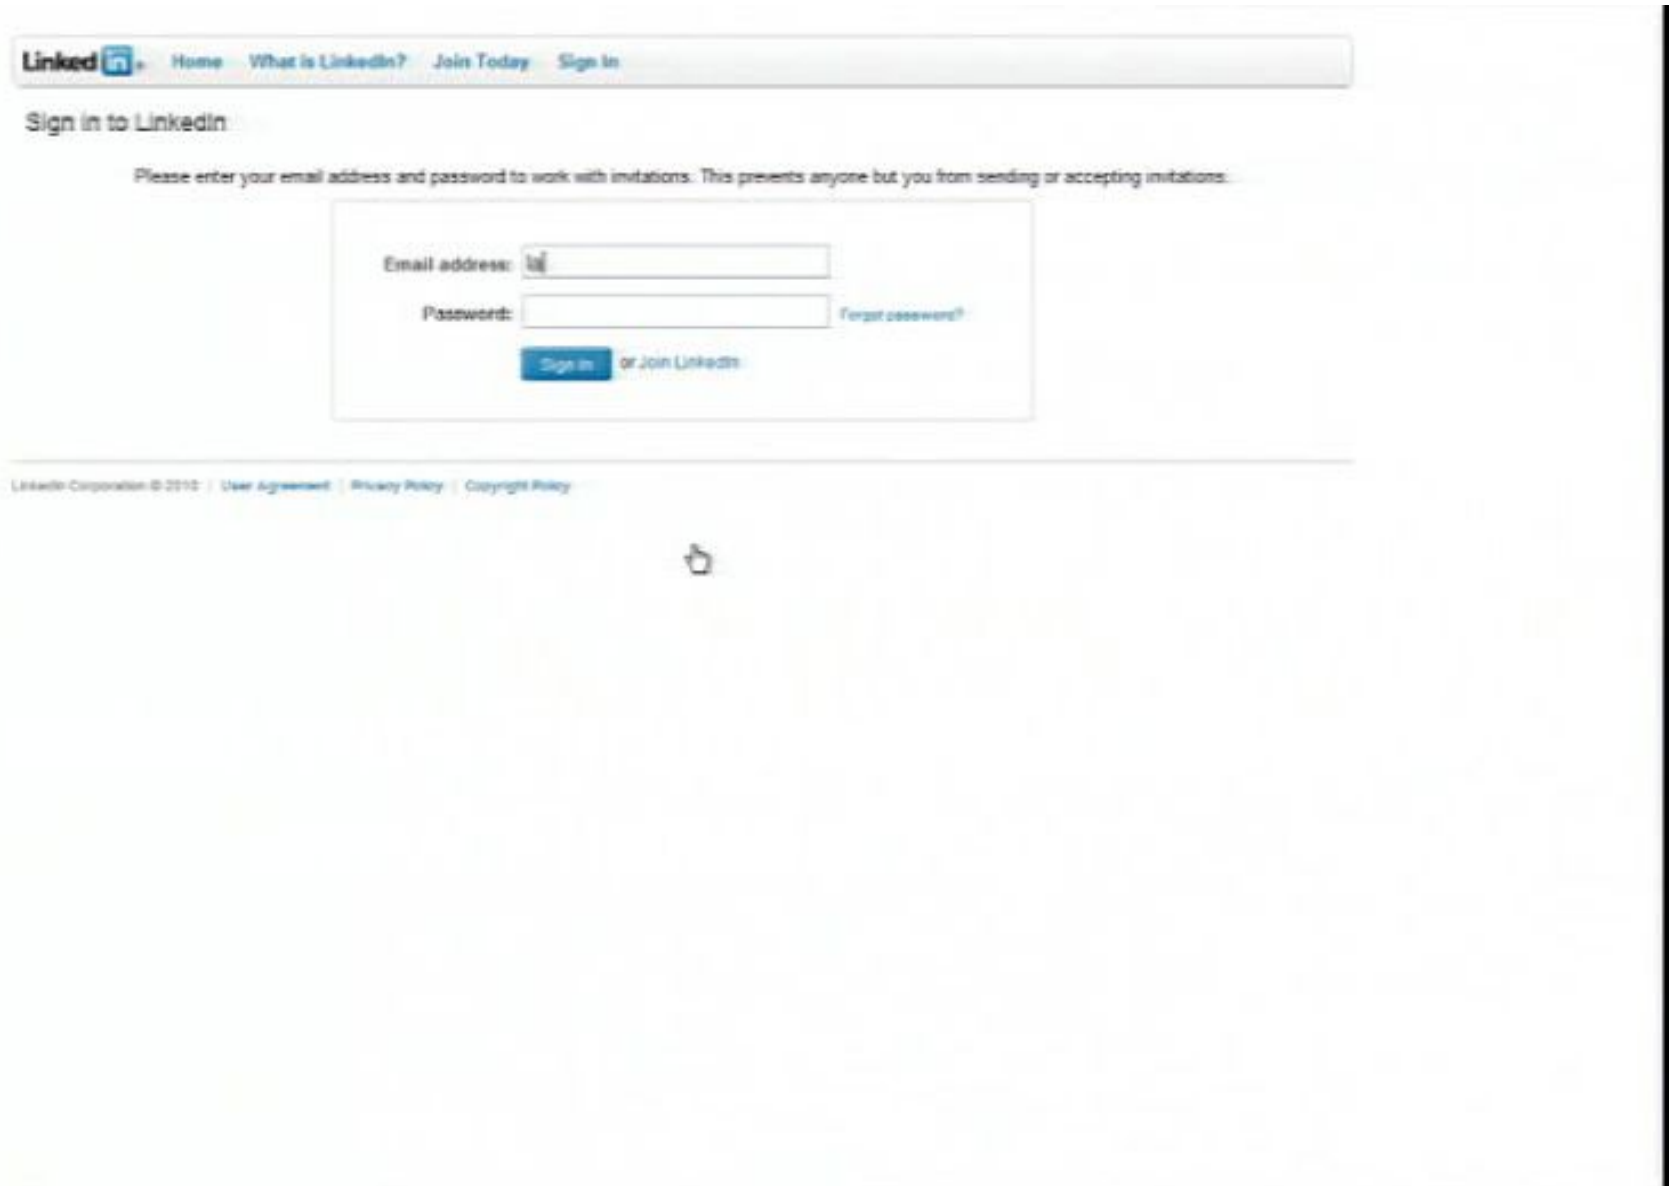 Linked in Home What is LinkedIn? Join Today Sign In
Sign in to LinkedIn
Please enter your email address and password to work with invitations. This prevents anyone but you from sending or accepting invitations.
Email address:
Password: Forgot password?
Sign In or Join LinkedIn
LinkedIn Corporation © 2010 | User Agreement | Privacy Policy | Copyright Policy